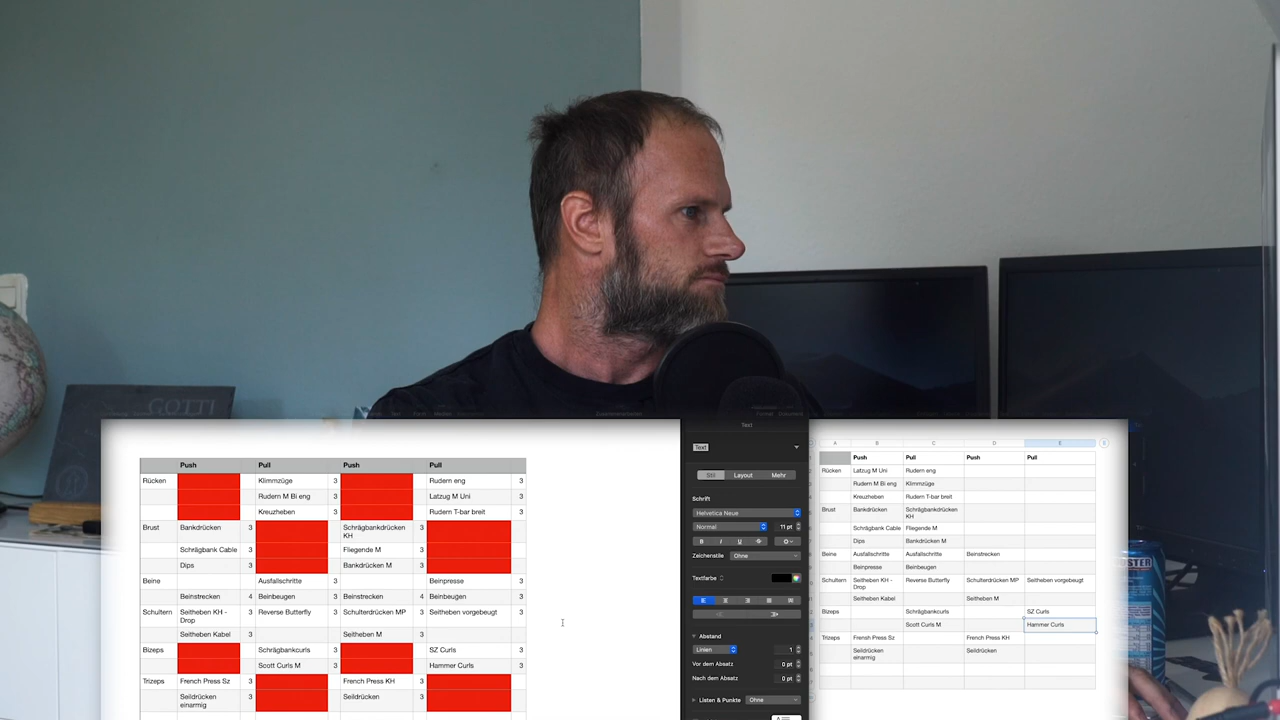 GOTTI
Text
Text
Stil Layout Mehr
Schrift
Helvetica Neue
Normal 11 pt
B I U S
Zeichenstile Ohne
Textfarbe
Abstand
Linien 1
Vor dem Absatz 0 pt
Nach dem Absatz 0 pt
Listen & Punkte Ohne
Push Pull Push Pull
Rücken Klimmzüge 3 Rudern eng 3
Rudern M Bi eng 3 Latzug M Uni 3
Kreuzheben 3 Rudern T-bar breit 3
Brust Bankdrücken 3 Schrägbankdrücken KH 3
Schrägbank Cable 3 Fliegende M 3
Dips 3 Bankdrücken M 3
Beine Ausfallschritte 3 Beinpresse 3
Beinstrecken 4 Beinbeugen 3 Beinstrecken 4 Beinbeugen 3
Schultern Seitheben KH - Drop 3 Reverse Butterfly 3 Schulterdrücken MP 3 Seitheben vorgebeugt 3
Seitheben Kabel 3 Seitheben M 3
Bizeps Schrägbankcurls 3 SZ Curls 3
Scott Curls M 3 Hammer Curls 3
Trizeps French Press Sz 3 French Press KH 3
Seildrücken einarmig 3 Seildrücken 3
A B C D E
Push Pull Push Pull
Rücken Latzug M Uni Rudern eng
Rudern M Bi eng Klimmzüge
Kreuzheben Rudern T-bar breit
Brust Bankdrücken Schrägbankdrücken KH
Schrägbank Cable Fliegende M
Dips Bankdrücken M
Beine Ausfallschritte Ausfallschritte Beinstrecken
Beinpresse Beinbeugen
Schultern Seitheben KH - Drop Reverse Butterfly Schulterdrücken MP Seitheben vorgebeugt
Seitheben Kabel Seitheben M
Bizeps Schrägbankcurls SZ Curls
Scott Curls M Hammer Curls
Trizeps Frensh Press Sz French Press KH
Seildrücken einarmig Seildrücken